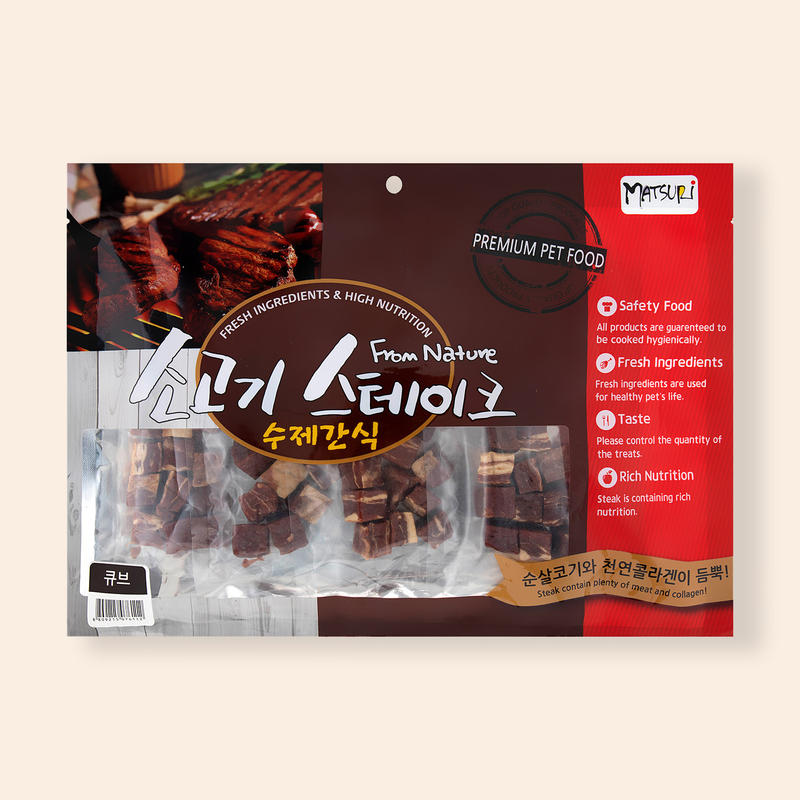 MATSURI
PREMIUM PET FOOD
FRESH INGREDIENTS & HIGH NUTRITION
From Nature
소고기 스테이크
수제간식
Safety Food
All products are guarenteed to
be cooked hygienically.
Fresh Ingredients
Fresh ingredients are used
for healthy pet's life.
Taste
Please control the quantity of
the treats.
Rich Nutrition
Steak is containing rich
nutrition.
순살코기와 천연콜라겐이 듬뿍!
Steak contain plenty of meat and collagen!
큐브